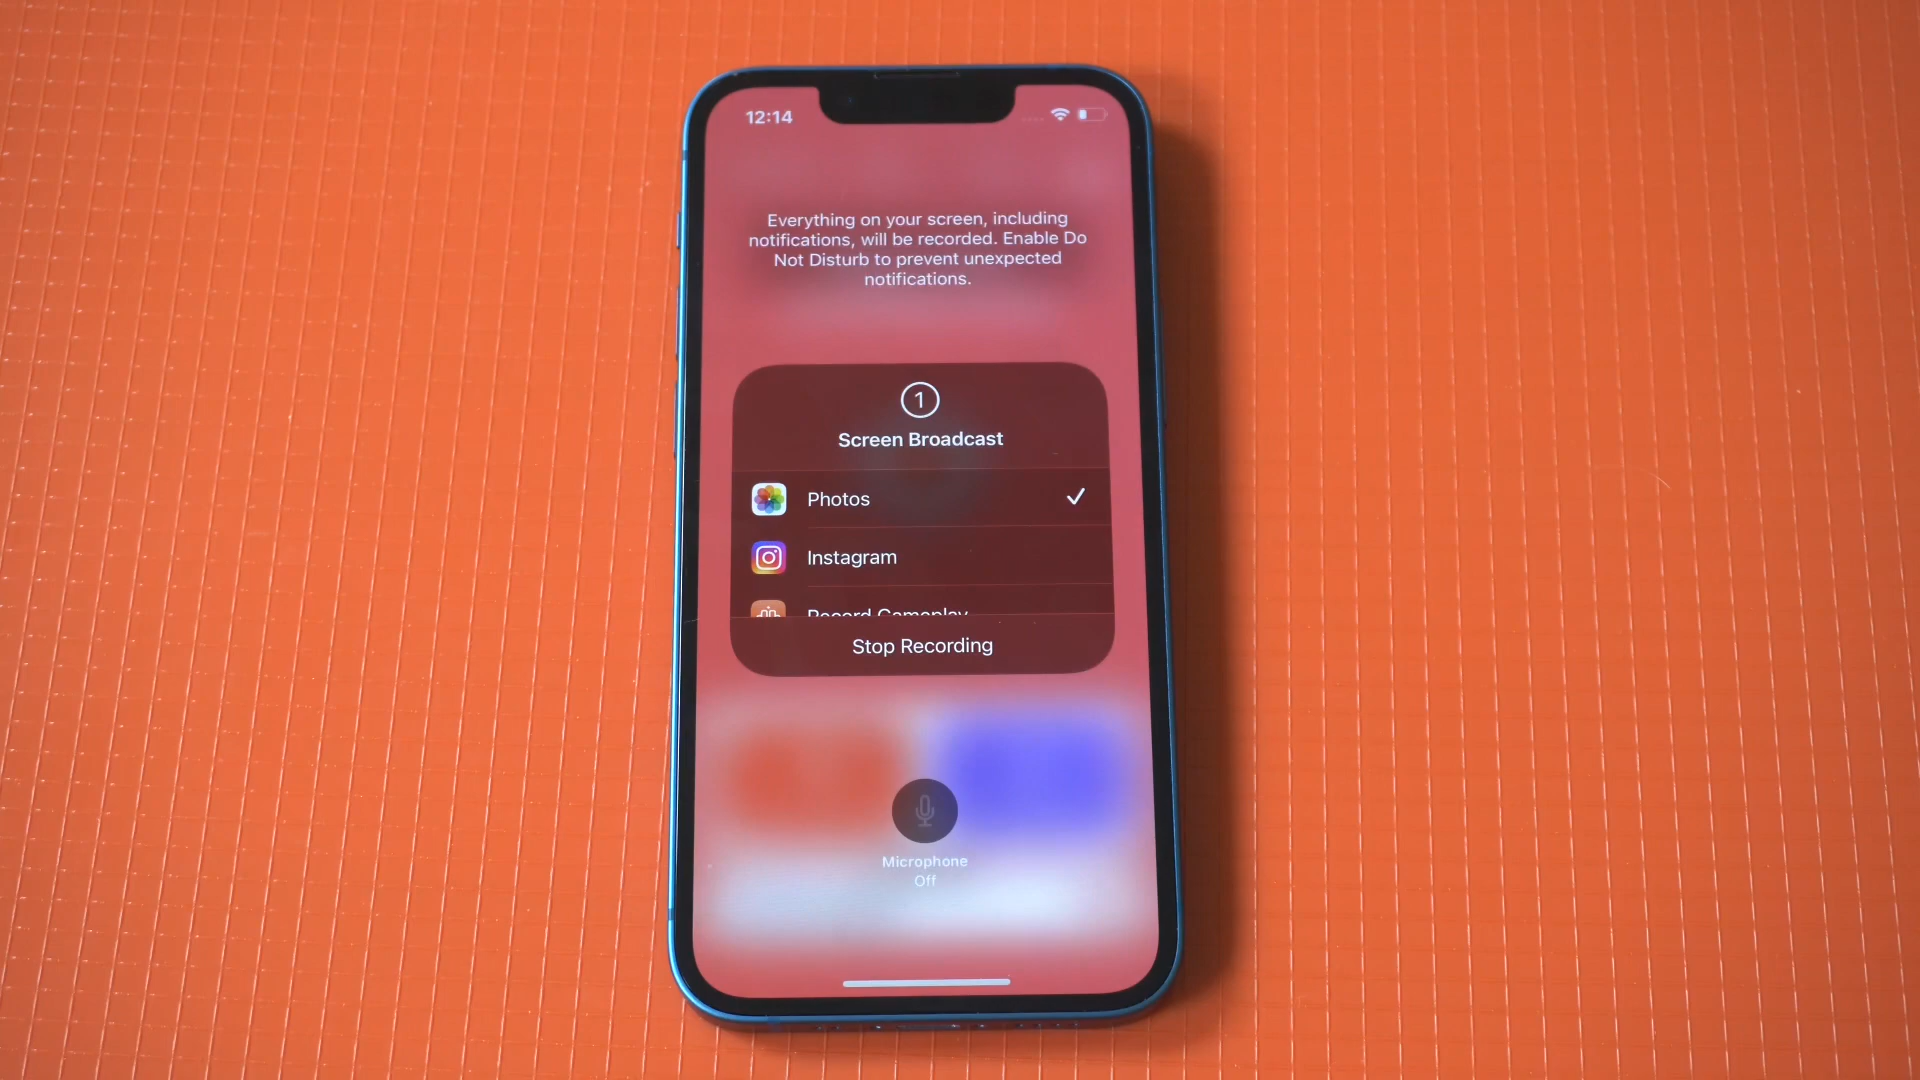 12:14
Everything on your screen, including
notifications, will be recorded. Enable Do
Not Disturb to prevent unexpected
notifications.
1
Screen Broadcast
Photos
Instagram
Record Gameplay
Stop Recording
Microphone
Off